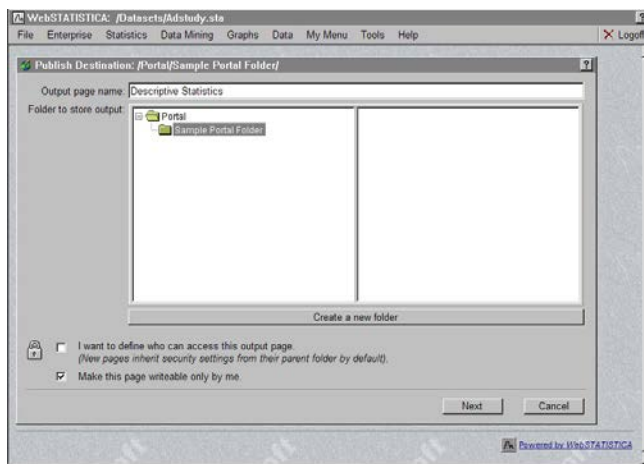 WebSTATISTICA: /Datasets/Adstudy.sta
File Enterprise Statistics Data Mining Graphs Data My Menu Tools Help Logoff
Publish Destination: /Portal/Sample Portal Folder/
Output page name: Descriptive Statistics
Folder to store output:
Portal
Sample Portal Folder
Create a new folder
I want to define who can access this output page.
(New pages inherit security settings from their parent folder by default).
Make this page writeable only by me.
Next Cancel
Powered by WebSTATISTICA